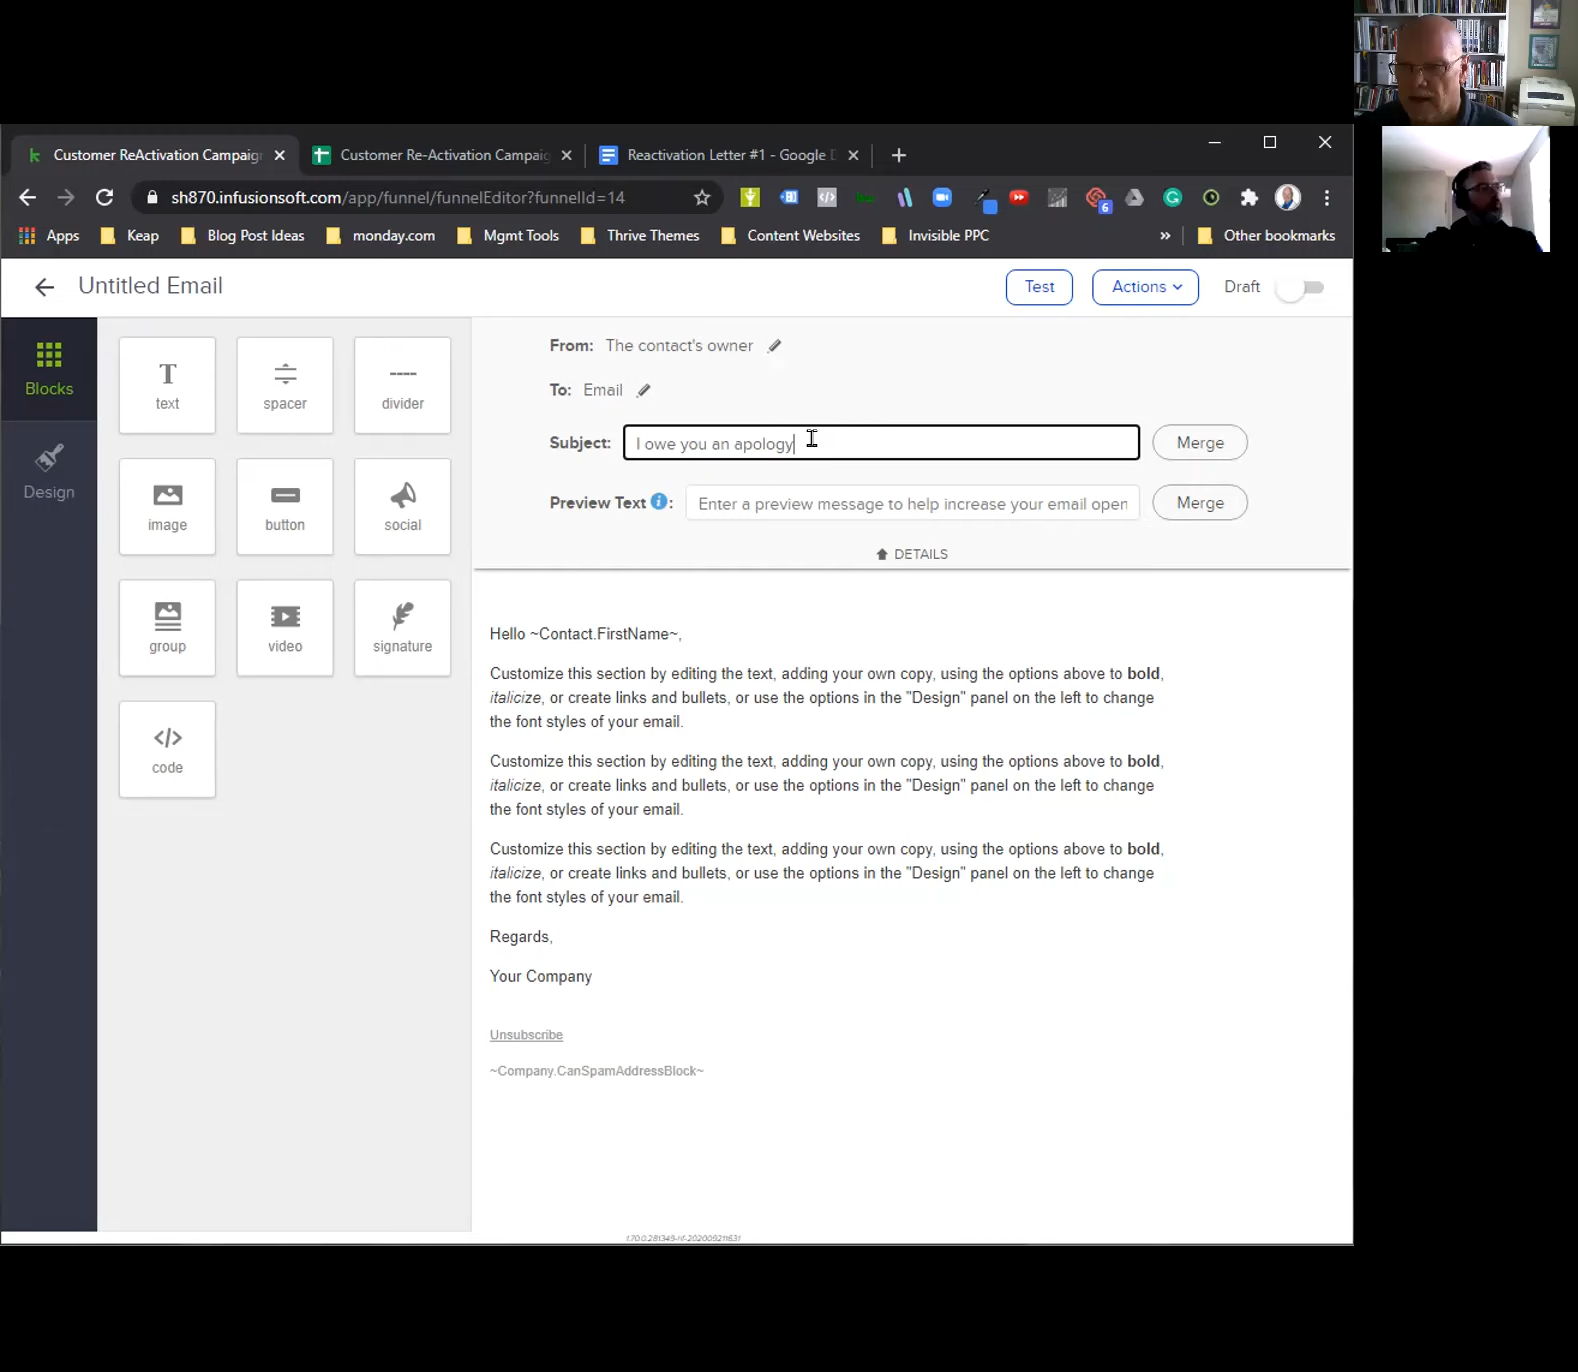 Customer ReActivation Campaign
Customer Re-Activation Campaig
Reactivation Letter #1 - Google D
sh870.infusionsoft.com/app/funnel/funnelEditor?funnelId=14
6
Apps
Keap
Blog Post Ideas
monday.com
Mgmt Tools
Thrive Themes
Content Websites
Invisible PPC
»
Other bookmarks
Untitled Email
Test
Actions
Draft
Blocks
Design
T
text
spacer
divider
image
button
social
group
video
signature
</>
code
From: The contact's owner
To: Email
Subject: I owe you an apology
Merge
Preview Text i : Enter a preview message to help increase your email open
Merge
DETAILS
Hello ~Contact.FirstName~,
Customize this section by editing the text, adding your own copy, using the options above to bold,
italicize, or create links and bullets, or use the options in the "Design" panel on the left to change
the font styles of your email.
Customize this section by editing the text, adding your own copy, using the options above to bold,
italicize, or create links and bullets, or use the options in the "Design" panel on the left to change
the font styles of your email.
Customize this section by editing the text, adding your own copy, using the options above to bold,
italicize, or create links and bullets, or use the options in the "Design" panel on the left to change
the font styles of your email.
Regards,
Your Company
Unsubscribe
~Company.CanSpamAddressBlock~